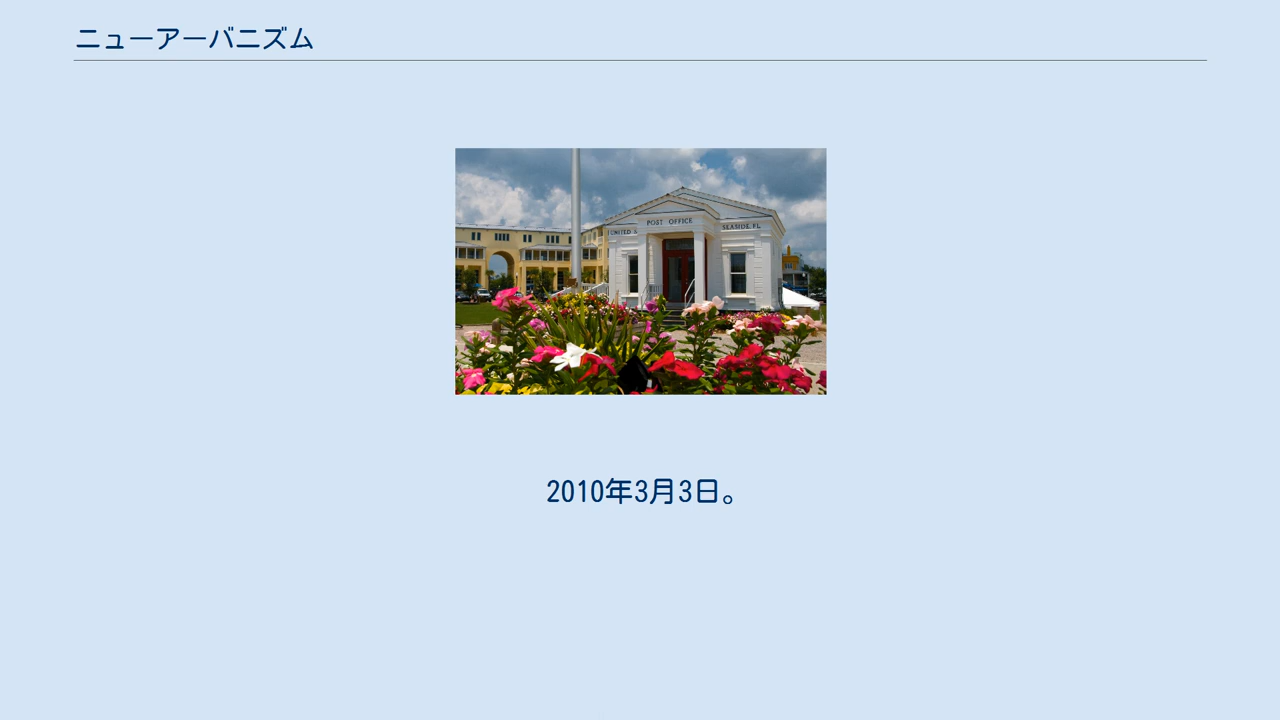 ニューアーバニズム
POST OFFICE
UNITED
SEASIDE, FL
2010年3月3日。